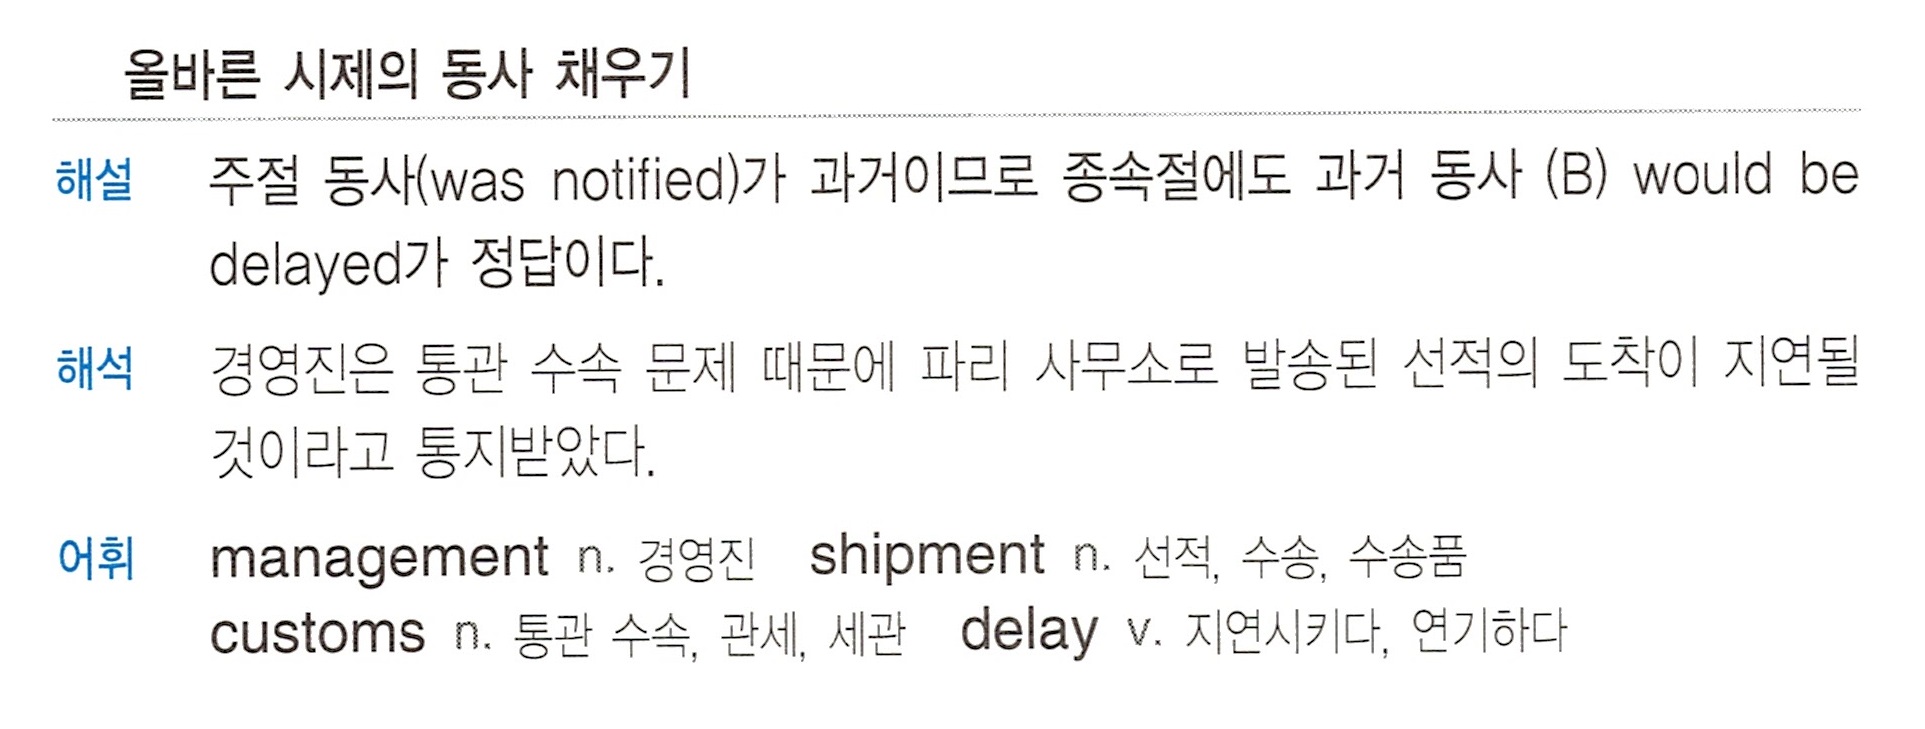 올바른 시제의 동사 채우기
해설 주절 동사(was notified)가 과거이므로 종속절에도 과거 동사 (B) would be
delayed가 정답이다.
해석 경영진은 통관 수속 문제 때문에 파리 사무소로 발송된 선적의 도착이 지연될
것이라고 통지받았다.
어휘 management n. 경영진 shipment n. 선적, 수송, 수송품
customs n. 통관 수속, 관세, 세관 delay v. 지연시키다, 연기하다